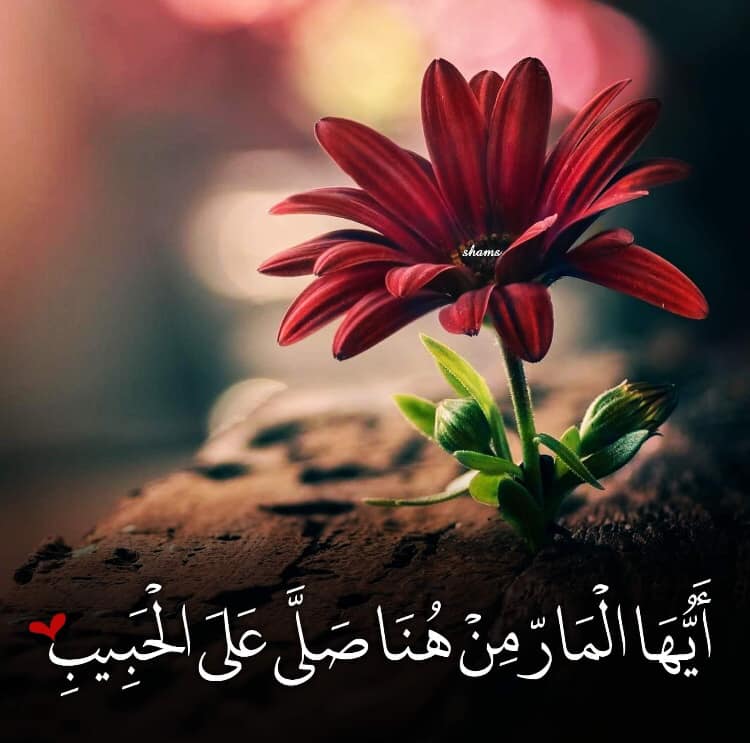 shams
أَيُّهَا الْمَارّ مِنْ هُنَا صَلَّى عَلَى الْحَبِيبِ